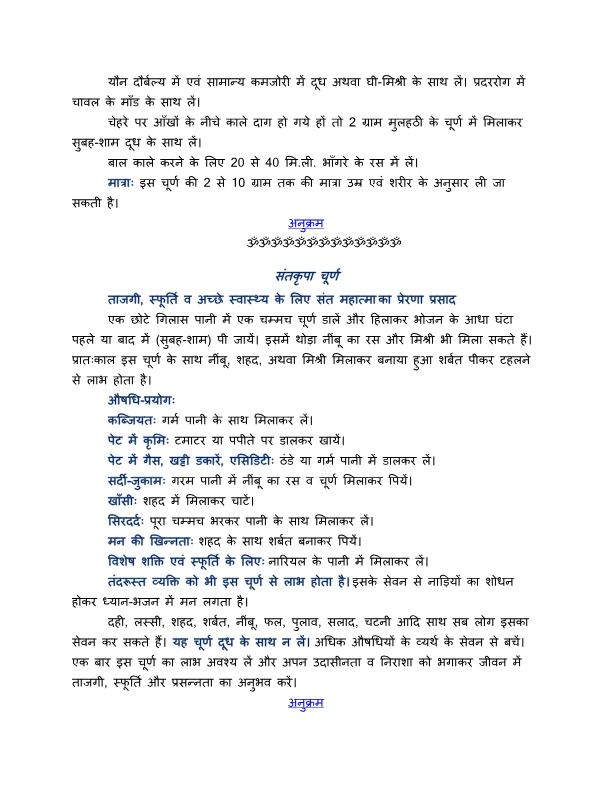 यौन दौर्बल्य में एवं सामान्य कमजोरी में दूध अथवा घी-मिश्री के साथ लें। प्रदररोग में
चावल के माँड के साथ लें।
चेहरे पर आँखों के नीचे काले दाग हो गये हों तो 2 ग्राम मुलहठी के चूर्ण में मिलाकर
सुबह-शाम दूध के साथ लें।
बाल काले करने के लिए 20 से 40 मि.ली. भाँगरे के रस में लें।
मात्राः इस चूर्ण की 2 से 10 ग्राम तक की मात्रा उम्र एवं शरीर के अनुसार ली जा
सकती है।
अनुक्रम
ॐॐॐॐॐॐॐॐॐॐॐॐॐ
संतकृपा चूर्ण
ताजगी, स्फूर्ति व अच्छे स्वास्थ्य के लिए संत महात्मा का प्रेरणा प्रसाद
एक छोटे गिलास पानी में एक चम्मच चूर्ण डालें और हिलाकर भोजन के आधा घंटा
पहले या बाद में (सुबह-शाम) पी जायें। इसमें थोड़ा नींबू का रस और मिश्री भी मिला सकते हैं।
प्रातःकाल इस चूर्ण के साथ नींबू, शहद, अथवा मिश्री मिलाकर बनाया हुआ शर्बत पीकर टहलने
से लाभ होता है।
औषधि-प्रयोगः
कब्जियतः गर्म पानी के साथ मिलाकर लें।
पेट में कृमिः टमाटर या पपीते पर डालकर खायें।
पेट में गैस, खट्टी डकारें, एसिडिटीः ठंडे या गर्म पानी में डालकर लें।
सर्दी-जुकामः गरम पानी में नींबू का रस व चूर्ण मिलाकर पियें।
खाँसीः शहद में मिलाकर चाटें।
सिरदर्दः पूरा चम्मच भरकर पानी के साथ मिलाकर लें।
मन की खिन्नताः शहद के साथ शर्बत बनाकर पियें।
विशेष शक्ति एवं स्फूर्ति के लिएः नारियल के पानी में मिलाकर लें।
तंदरूस्त व्यक्ति को भी इस चूर्ण से लाभ होता है। इसके सेवन से नाड़ियों का शोधन
होकर ध्यान-भजन में मन लगता है।
दही, लस्सी, शहद, शर्बत, नींबू, फल, पुलाव, सलाद, चटनी आदि साथ सब लोग इसका
सेवन कर सकते हैं। यह चूर्ण दूध के साथ न लें। अधिक औषधियों के व्यर्थ के सेवन से बचें।
एक बार इस चूर्ण का लाभ अवश्य लें और अपन उदासीनता व निराशा को भगाकर जीवन में
ताजगी, स्फूर्ति और प्रसन्नता का अनुभव करें।
अनुक्रम